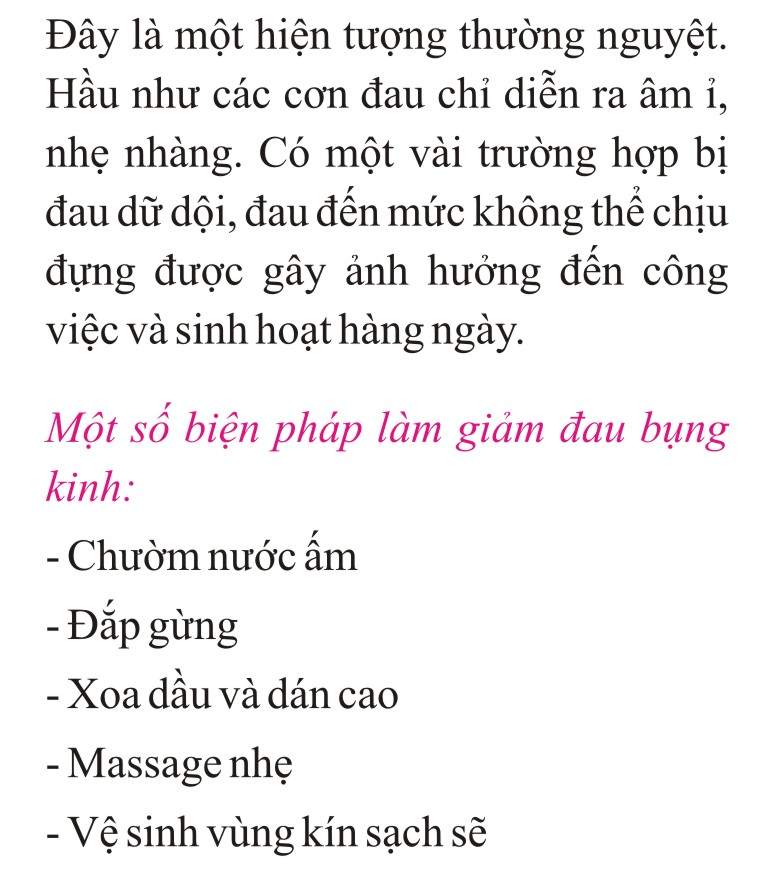 Đây là một hiện tượng thường nguyệt.
Hầu như các cơn đau chỉ diễn ra âm ỉ,
nhẹ nhàng. Có một vài trường hợp bị
đau dữ dội, đau đến mức không thể chịu
đựng được gây ảnh hưởng đến công
việc và sinh hoạt hàng ngày.
Một số biện pháp làm giảm đau bụng
kinh:
- Chườm nước ấm
- Đắp gừng
- Xoa dầu và dán cao
- Massage nhẹ
- Vệ sinh vùng kín sạch sẽ